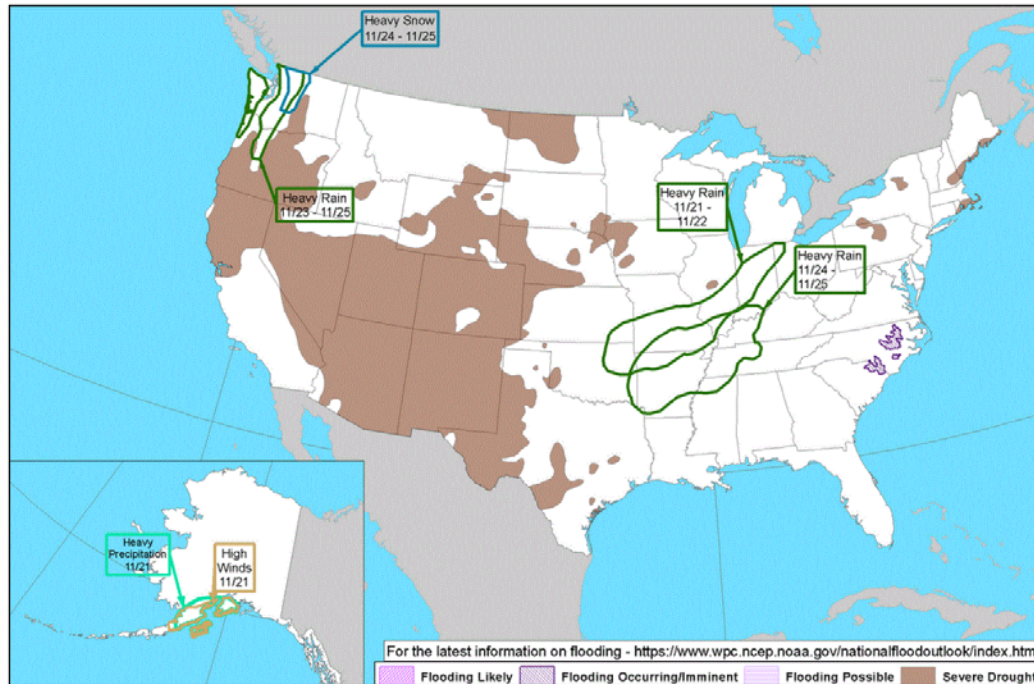 Heavy Snow
11/24 - 11/25
Heavy Rain
11/23 - 11/25
Heavy Rain
11/21 -
11/22
Heavy Rain
11/24 -
11/25
Heavy
Precipitation
11/21
High
Winds
11/21
For the latest information on flooding - https://www.wpc.ncep.noaa.gov/nationalfloodoutlook/index.htm
Flooding Likely
Flooding Occurring/Imminent
Flooding Possible
Severe Drough